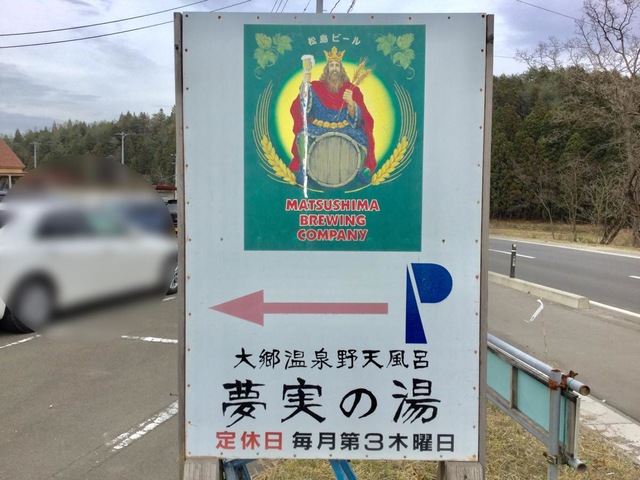 松島ビール
MATSUSHIMA
BREWING
COMPANY
P
大郷温泉野天風呂
夢実の湯
定休日 毎月第3木曜日